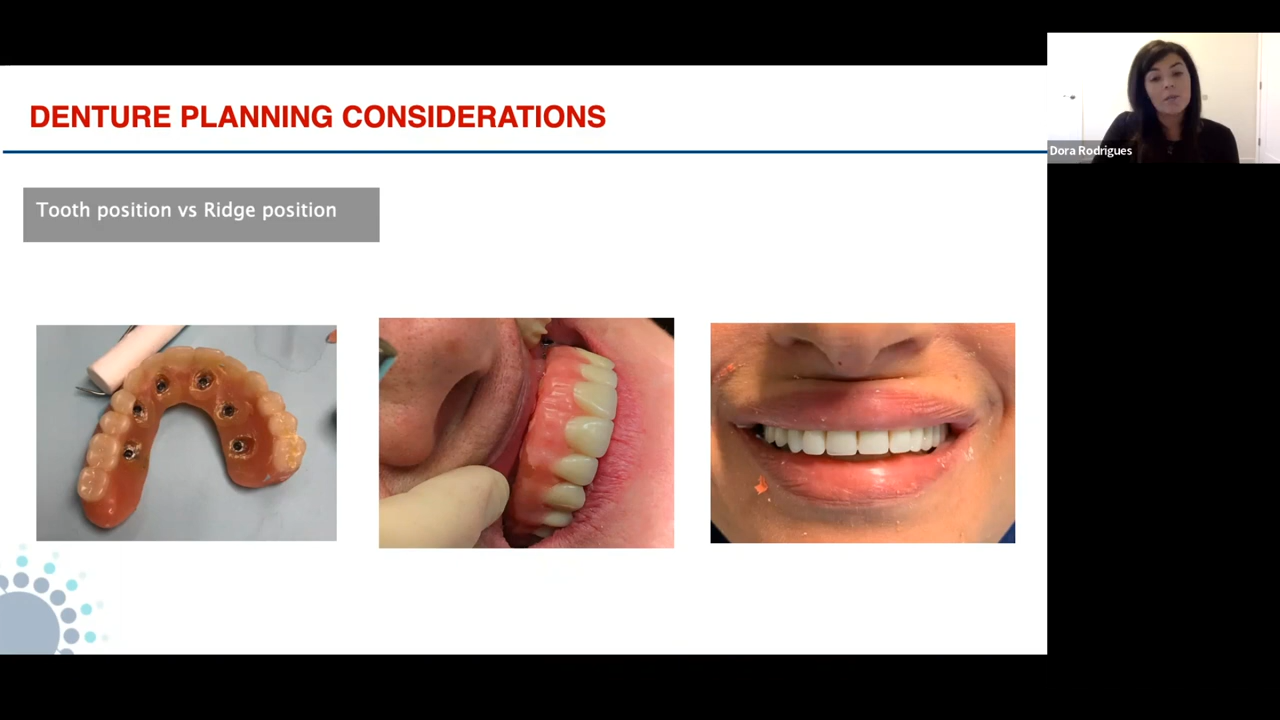 DENTURE PLANNING CONSIDERATIONS
Tooth position vs Ridge position
Dora Rodrigues